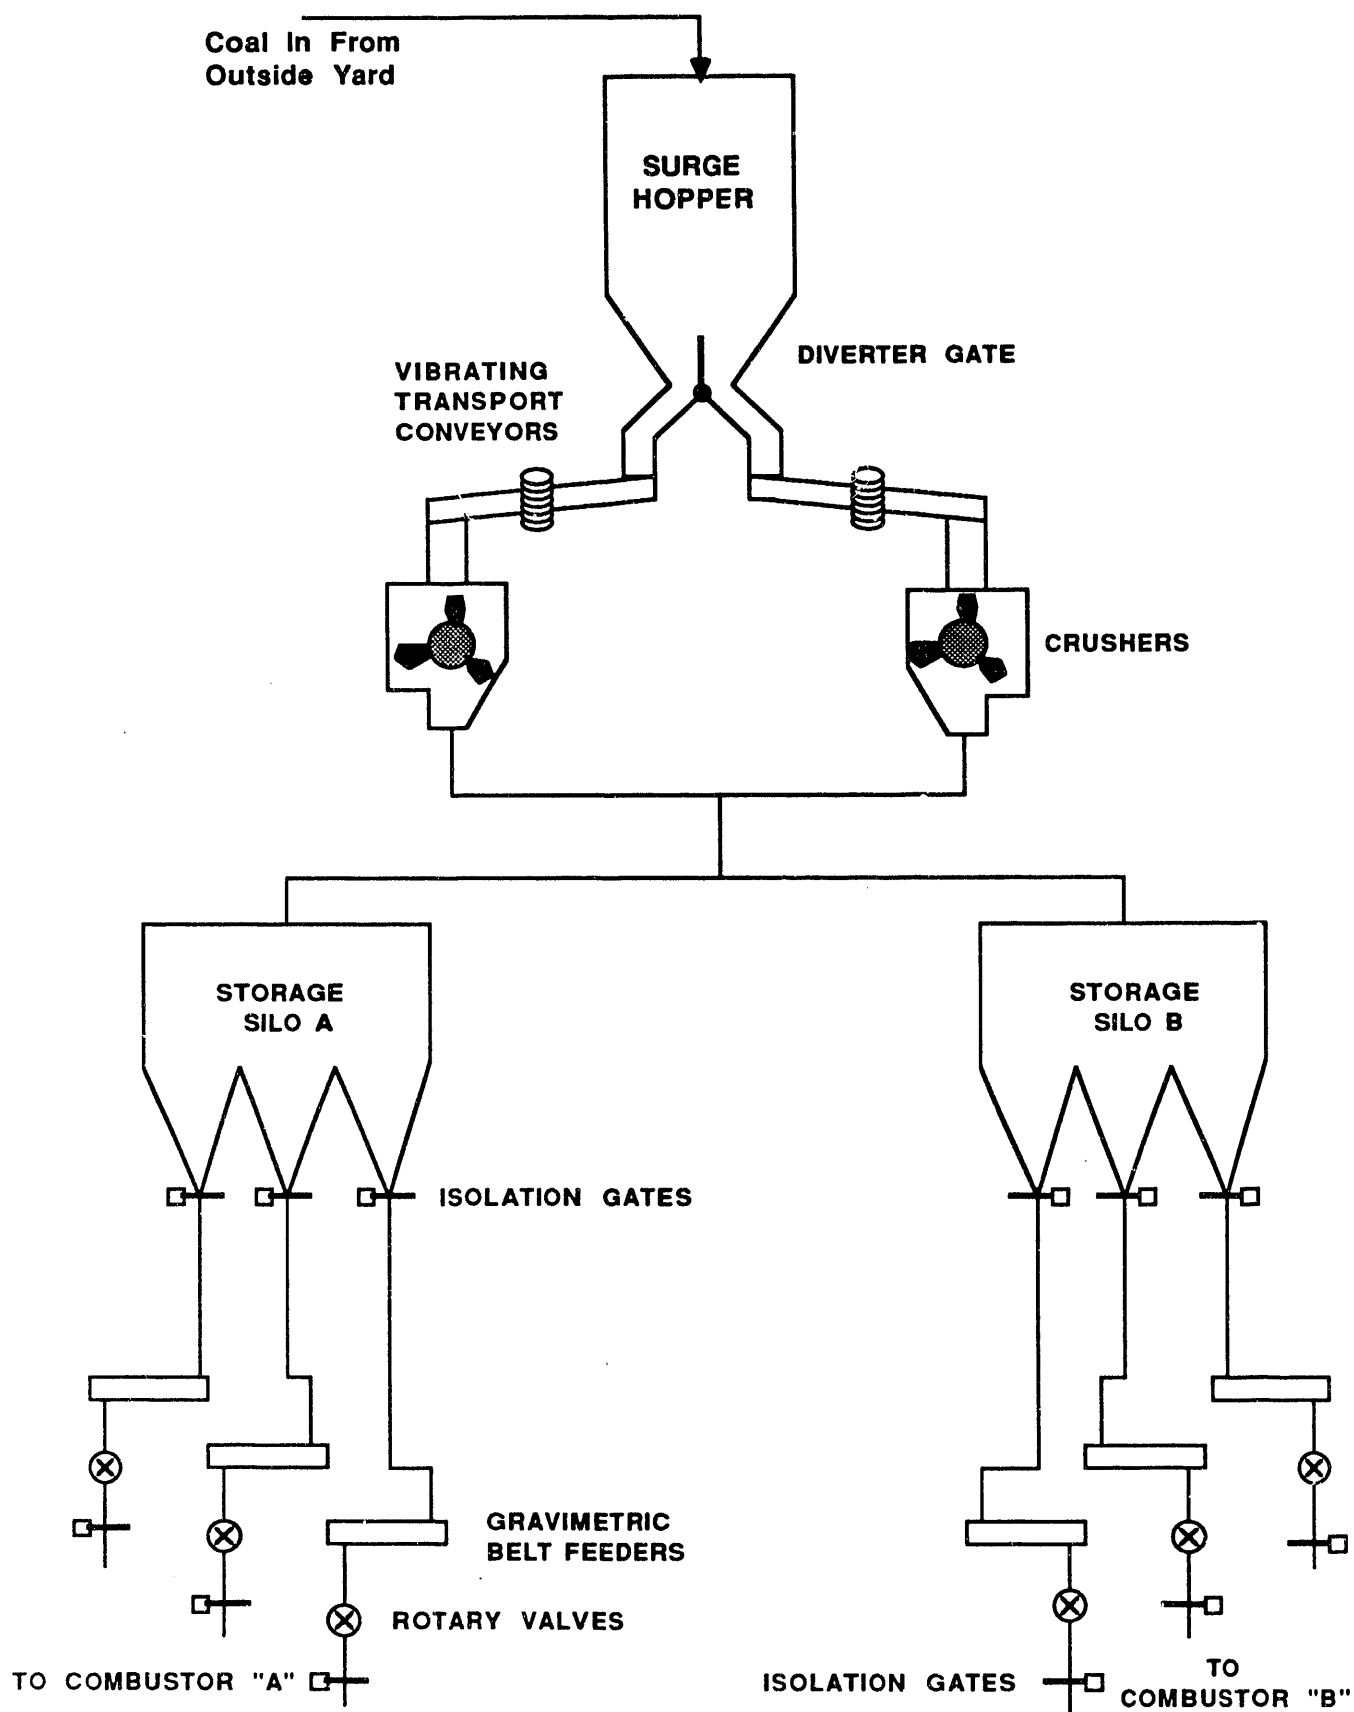 Coal In From
Outside Yard
SURGE
HOPPER
DIVERTER GATE
VIBRATING
TRANSPORT
CONVEYORS
CRUSHERS
STORAGE
SILO A
STORAGE
SILO B
ISOLATION GATES
GRAVIMETRIC
BELT FEEDERS
ROTARY VALVES
TO COMBUSTOR "A"
ISOLATION GATES
TO
COMBUSTOR "B"